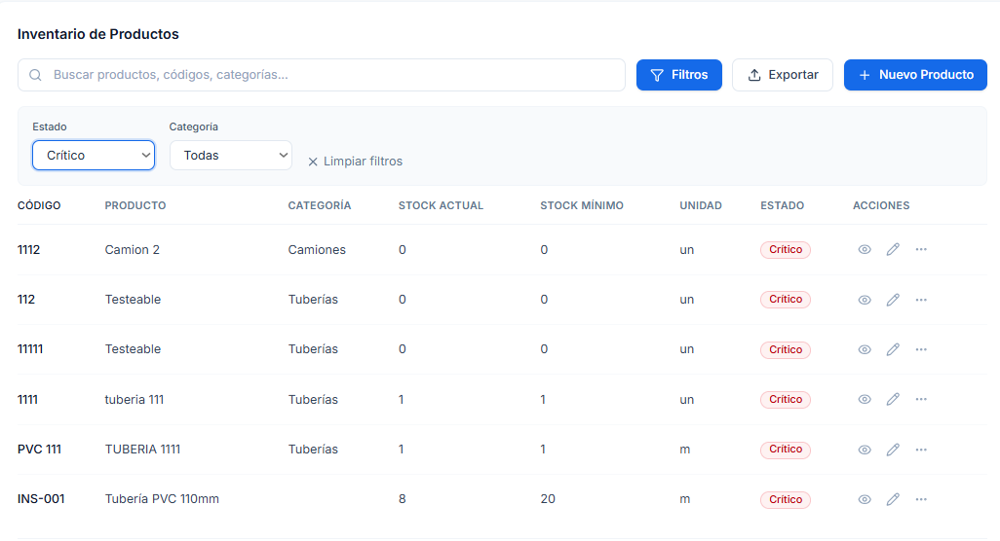 Inventario de Productos
Buscar productos, códigos, categorías...
Filtros
Exportar
Nuevo Producto
Estado Categoría
Crítico Todas Limpiar filtros
CÓDIGO PRODUCTO CATEGORÍA STOCK ACTUAL STOCK MÍNIMO UNIDAD ESTADO ACCIONES
1112 Camion 2 Camiones 0 0 un Crítico
112 Testeable Tuberías 0 0 un Crítico
11111 Testeable Tuberías 0 0 un Crítico
1111 tuberia 111 Tuberías 1 1 un Crítico
PVC 111 TUBERIA 1111 Tuberías 1 1 m Crítico
INS-001 Tubería PVC 110mm 8 20 m Crítico